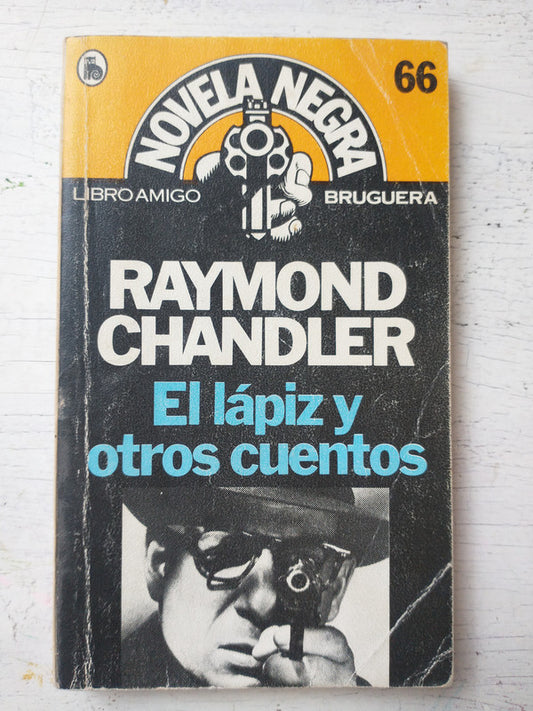 NOVELA NEGRA
66
LIBRO AMIGO
BRUGUERA
RAYMOND
CHANDLER
El lápiz y
otros cuentos